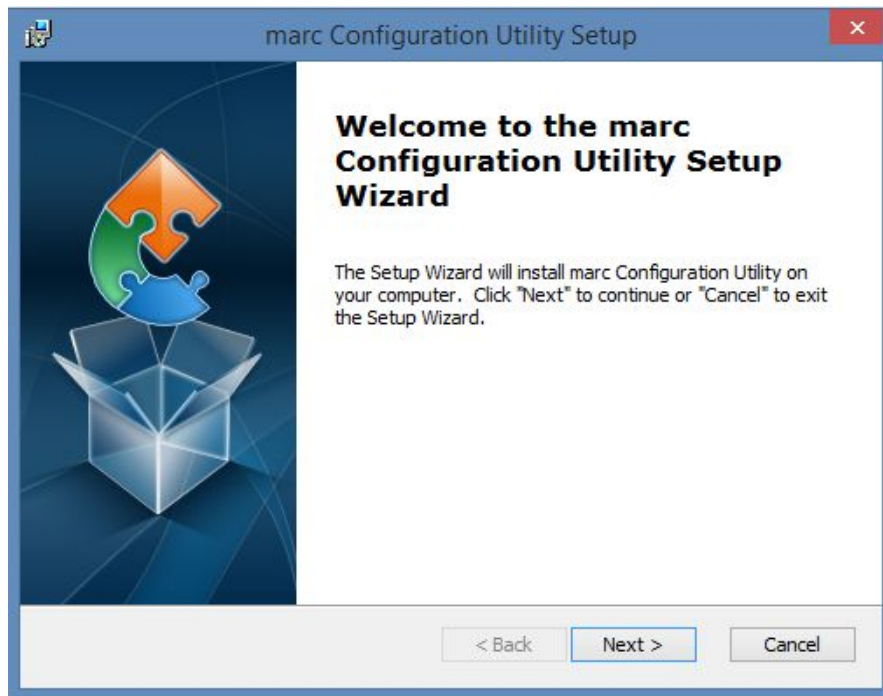 marc Configuration Utility Setup
Welcome to the marc
Configuration Utility Setup
Wizard
The Setup Wizard will install marc Configuration Utility on
your computer. Click "Next" to continue or "Cancel" to exit
the Setup Wizard.
< Back Next > Cancel